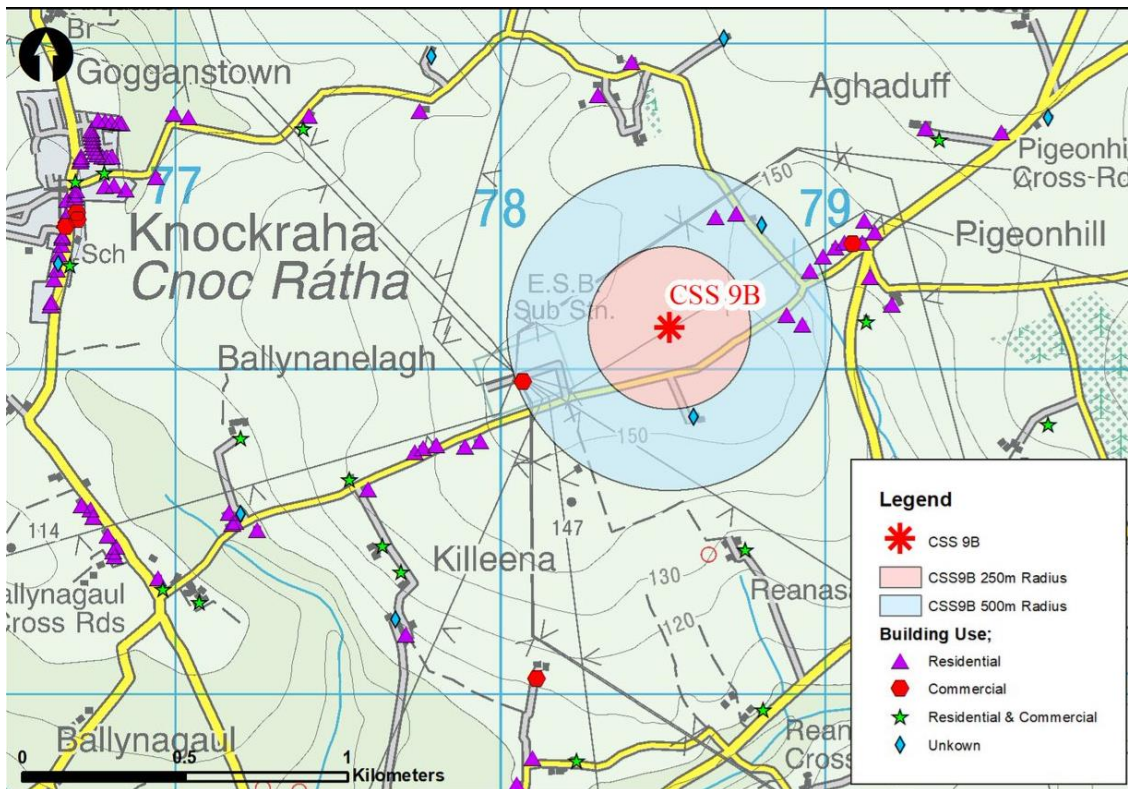 Br
Gogganstown
Aghaduff
77
78
79
150
Pigeonhi
Cross-Rd
Knockraha
Cnoc Rátha
Sch
Pigeonhill
E.S.B
Sub Stn.
CSS 9B
Ballynanelagh
150
114
147
Killeena
130
120
Reanas
allynagaul
Cross Rds
Ballynagaul
Rean
Cross
0
0.5
1
Kilometers
Legend
CSS 9B
CSS9B 250m Radius
CSS9B 500m Radius
Building Use;
Residential
Commercial
Residential & Commercial
Unkown